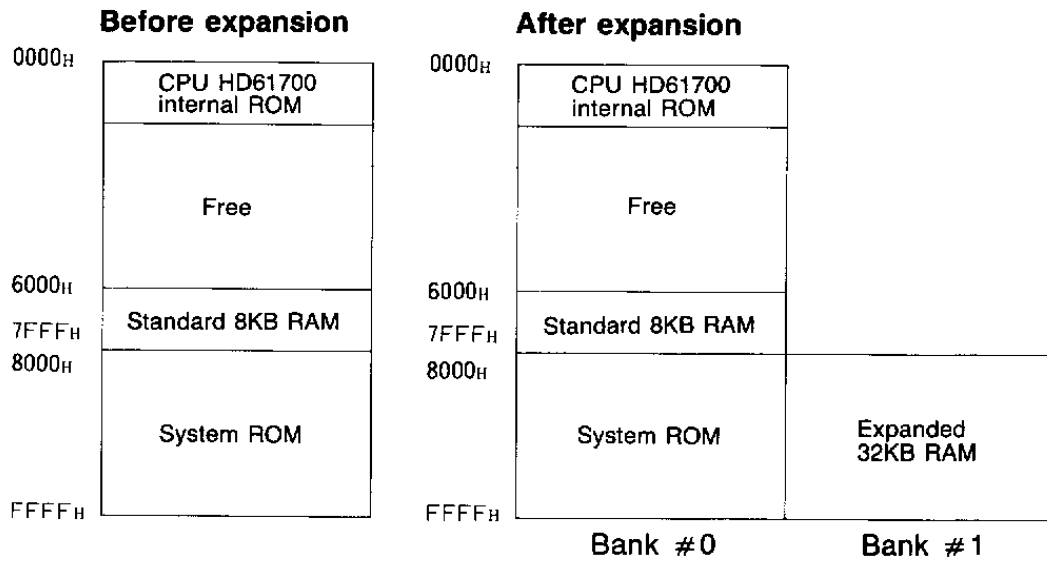 Before expansion
0000H
CPU HD61700
internal ROM
Free
6000H
Standard 8KB RAM
7FFFH
8000H
System ROM
FFFFH
After expansion
0000H
CPU HD61700
internal ROM
Free
6000H
Standard 8KB RAM
7FFFH
8000H
System ROM
Expanded
32KB RAM
FFFFH
Bank #0
Bank #1